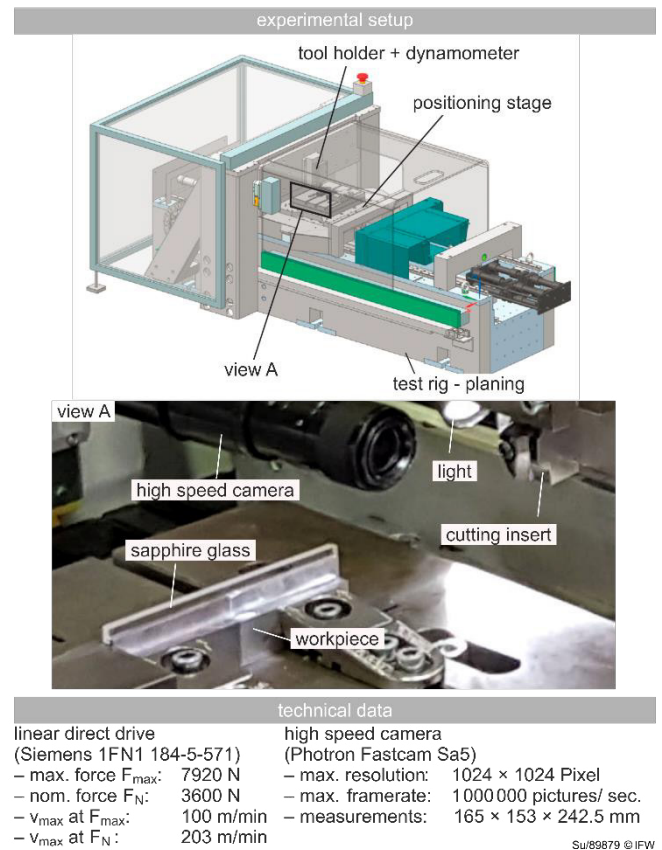 experimental setup
tool holder + dynamometer
positioning stage
view A
test rig - planing
view A
light
high speed camera
cutting insert
sapphire glass
workpiece
technical data
linear direct drive
(Siemens 1FN1 184-5-571)
– max. force Fmax: 7920 N
– nom. force FN: 3600 N
– vmax at Fmax: 100 m/min
– vmax at FN: 203 m/min
high speed camera
(Photron Fastcam Sa5)
– max. resolution: 1024 × 1024 Pixel
– max. framerate: 1000000 pictures/ sec.
– measurements: 165 × 153 × 242.5 mm
Su/89879 © IFW